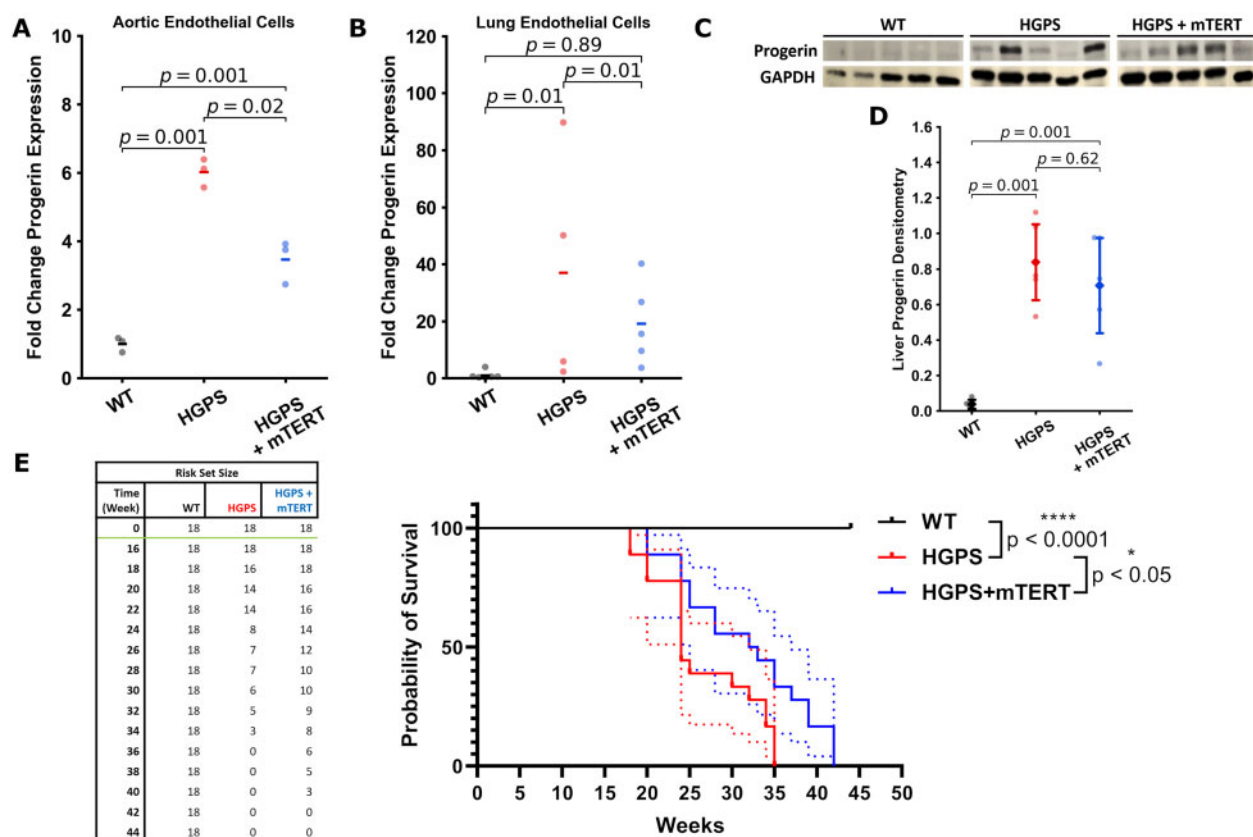 A
Aortic Endothelial Cells
Fold Change Progerin Expression
10
8
6
4
2
0
p = 0.001
p = 0.02
p = 0.001
WT
HGPS
HGPS
+ mTERT
B
Lung Endothelial Cells
Fold Change Progerin Expression
120
100
80
60
40
20
0
p = 0.89
p = 0.01
p = 0.01
WT
HGPS
HGPS
+ mTERT
C
WT HGPS HGPS + mTERT
Progerin
GAPDH
D
Liver Progerin Densitometry
1.6
1.4
1.2
1.0
0.8
0.6
0.4
0.2
0.0
p = 0.001
p = 0.62
p = 0.001
WT
HGPS
HGPS
+ mTERT
E
Risk Set Size
Time (Week) WT HGPS HGPS + mTERT
0 18 18 18
16 18 18 18
18 18 16 18
20 18 14 16
22 18 14 16
24 18 8 14
26 18 7 12
28 18 7 10
30 18 6 10
32 18 5 9
34 18 3 8
36 18 0 6
38 18 0 5
40 18 0 3
42 18 0 0
44 18 0 0
Probability of Survival
100
50
0
0 5 10 15 20 25 30 35 40 45 50
Weeks
WT
HGPS
HGPS+mTERT
****
p < 0.0001
*
p < 0.05